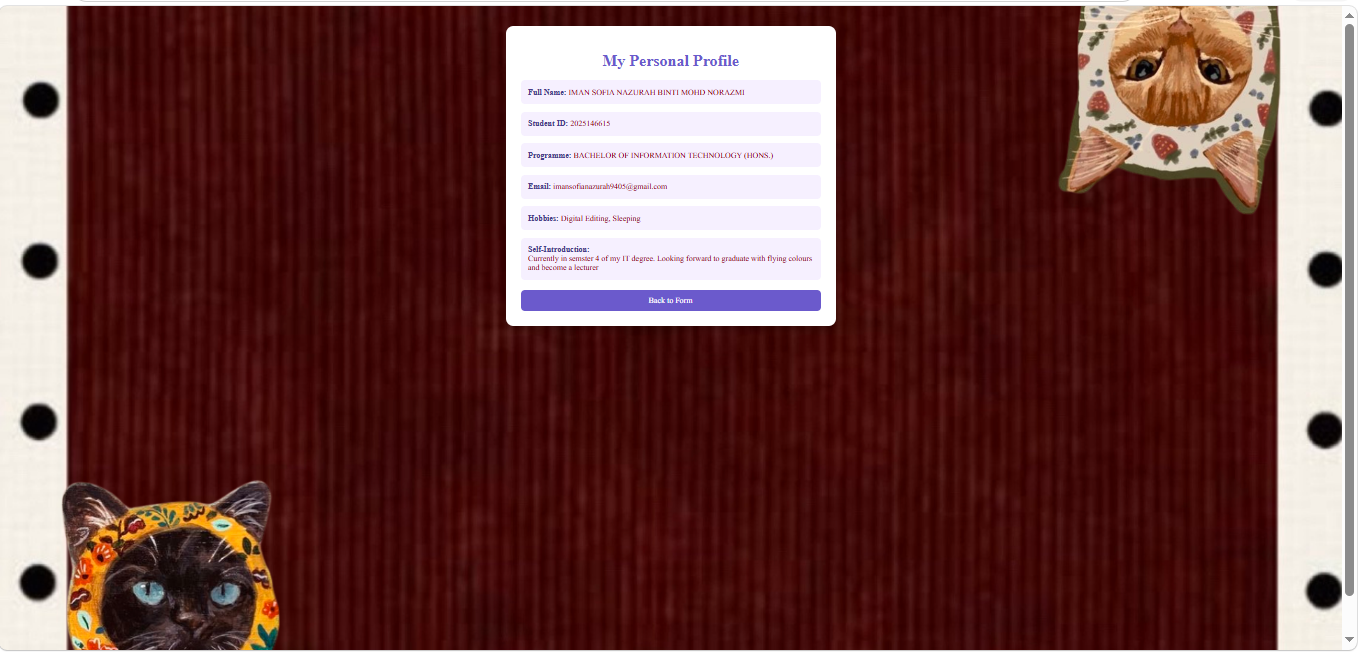 My Personal Profile
Full Name: IMAN SOFIA NAZURAH BINTI MOHD NORAZMI
Student ID: 2025146615
Programme: BACHELOR OF INFORMATION TECHNOLOGY (HONS.)
Email: imansofianazurah9405@gmail.com
Hobbies: Digital Editing, Sleeping
Self-Introduction:
Currently in semster 4 of my IT degree. Looking forward to graduate with flying colours
and become a lecturer
Back to Form